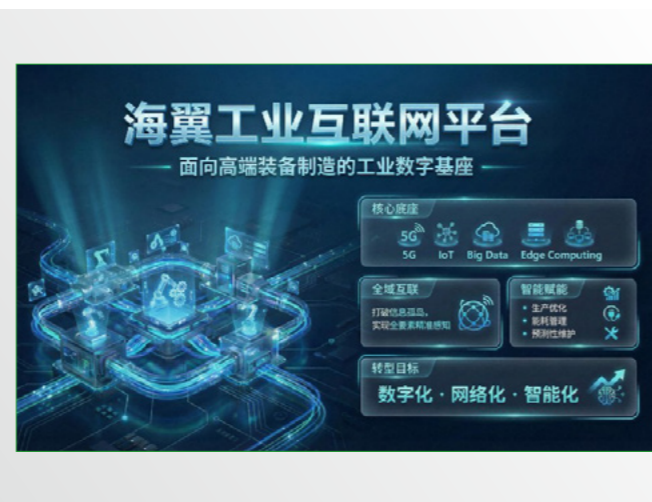 海翼工业互联网平台
面向高端装备制造的工业数字基座
核心底座
5G
5G IoT Big Data Edge Computing
全域互联
打破信息孤岛，
实现全要素精准感知
智能赋能
• 生产优化
• 能耗管理
• 预测性维护
转型目标
数字化 · 网络化 · 智能化